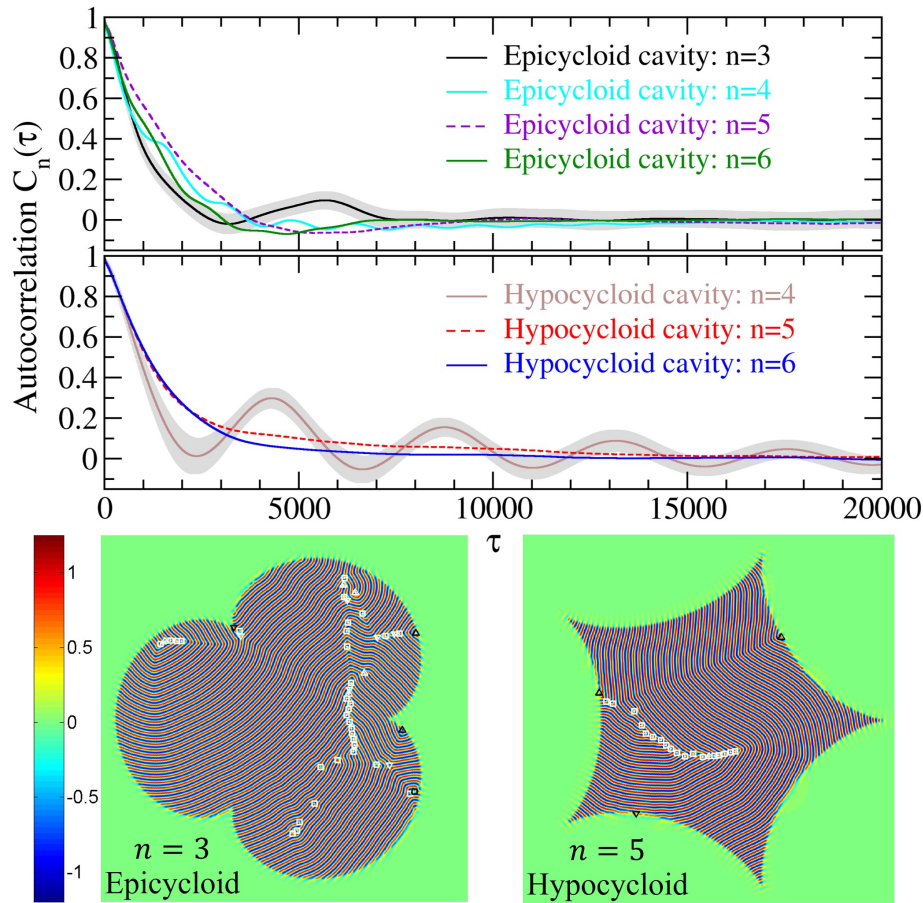 Autocorrelation C_n(τ)
1
0.8
0.6
0.4
0.2
0
Epicycloid cavity: n=3
Epicycloid cavity: n=4
Epicycloid cavity: n=5
Epicycloid cavity: n=6
0.8
0.6
0.4
0.2
0
Hypocycloid cavity: n=4
Hypocycloid cavity: n=5
Hypocycloid cavity: n=6
0
5000
10000
15000
20000
τ
1
0.5
0
-0.5
-1
n = 3
Epicycloid
n = 5
Hypocycloid